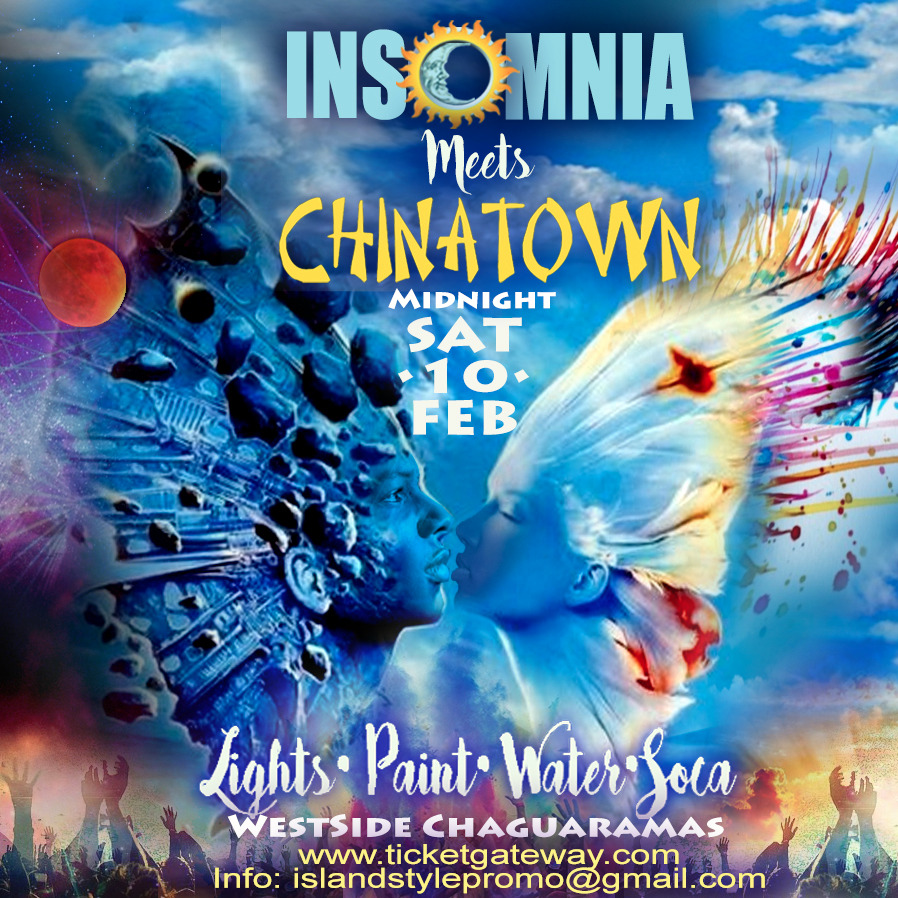 INSOMNIA
Meets
CHINATOWN
MIDNIGHT
SAT
·10·
FEB
Lights·Paint·Water·Soca
WESTSIDE CHAGUARAMAS
www.ticketgateway.com
Info: islandstylepromo@gmail.com